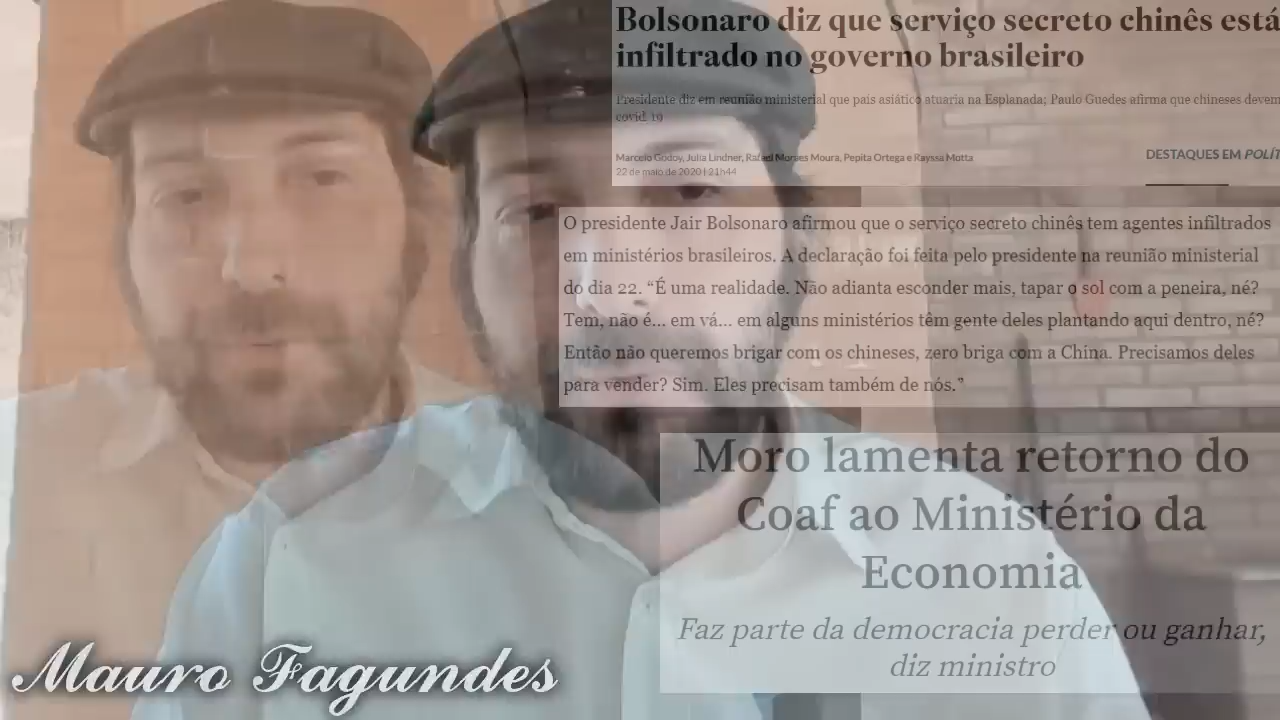 Bolsonaro diz que serviço secreto chinês está
infiltrado no governo brasileiro
Presidente diz em reunião ministerial que país asiático atuaria na Esplanada; Paulo Guedes afirma que chineses devem
covid 19
Marcelo Godoy, Julia Lindner, Rafael Moraes Moura, Pepita Ortega e Rayssa Motta
22 de maio de 2020 | 21h44
DESTAQUES EM POLÍT
O presidente Jair Bolsonaro afirmou que o serviço secreto chinês tem agentes infiltrados
em ministérios brasileiros. A declaração foi feita pelo presidente na reunião ministerial
do dia 22. “É uma realidade. Não adianta esconder mais, tapar o sol com a peneira, né?
Tem, não é... em vá... em alguns ministérios têm gente deles plantando aqui dentro, né?
Então não queremos brigar com os chineses, zero briga com a China. Precisamos deles
para vender? Sim. Eles precisam também de nós.”
Moro lamenta retorno do
Coaf ao Ministério da
Economia
Faz parte da democracia perder ou ganhar,
diz ministro
Mauro Fagundes